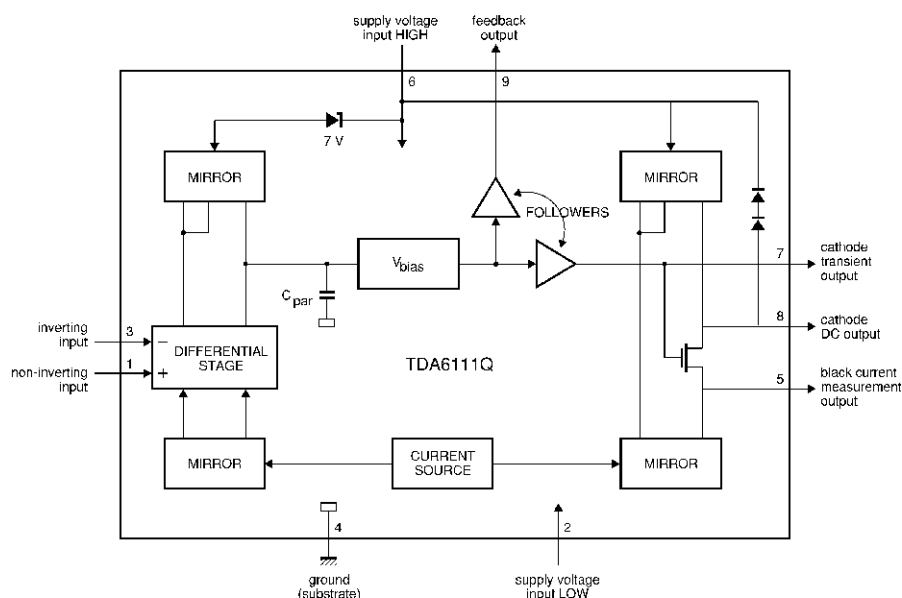 supply voltage
input HIGH
feedback
output
6
9
7 V
MIRROR
MIRROR
FOLLOWERS
Vbias
Cpar
7
cathode
transient
output
inverting
input
3
−
DIFFERENTIAL
STAGE
non-inverting
input
1
+
TDA6111Q
8
cathode
DC output
5
black current
measurement
output
MIRROR
CURRENT
SOURCE
MIRROR
4
2
ground
(substrate)
supply voltage
input LOW